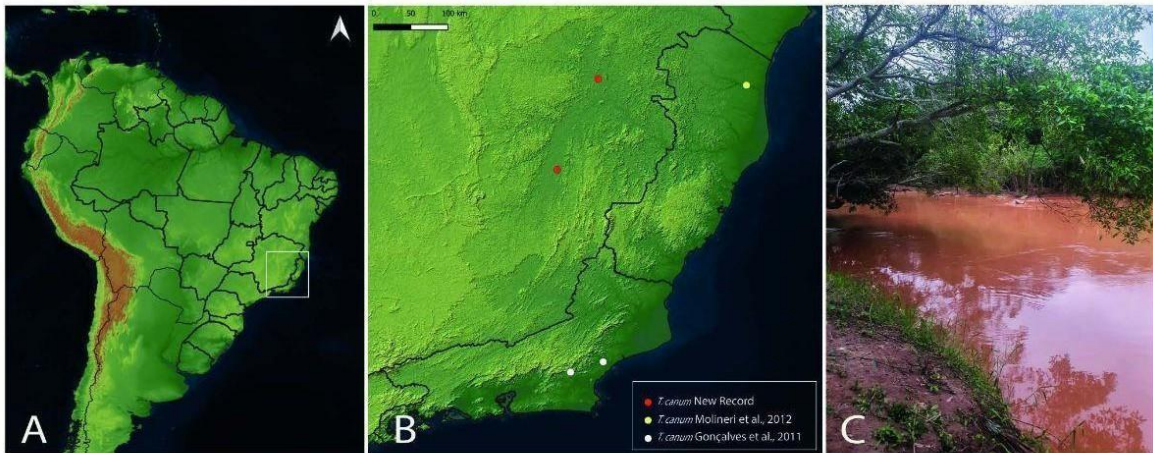 A
0 50 100 km
B
T. canum New Record
T. canum Molineri et al., 2012
T. canum Gonçalves et al., 2011
C